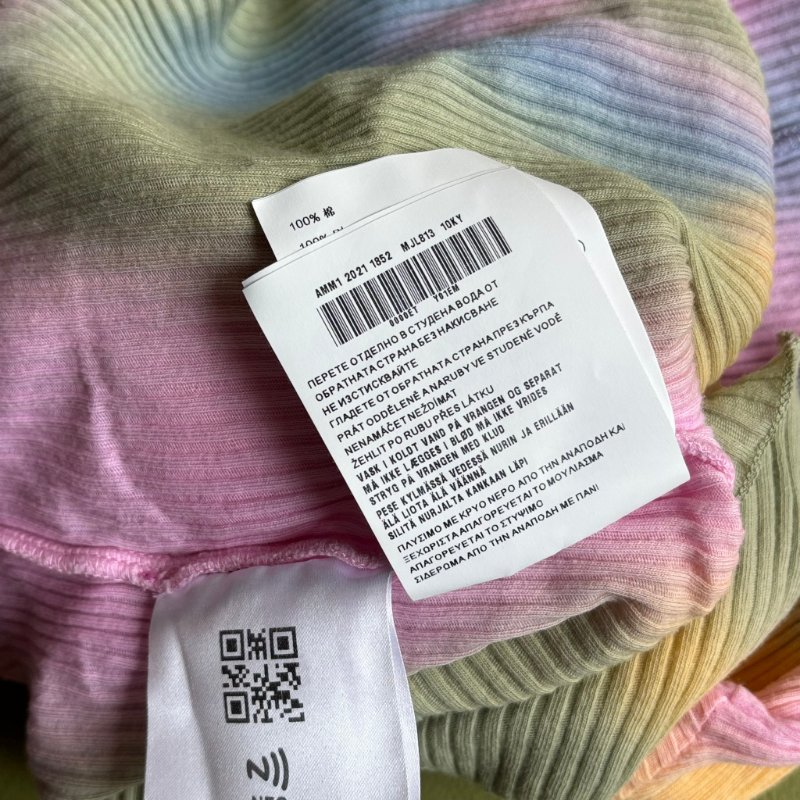 100% 棉
100%
AMM1 2021 1852 MJL813 10KY
0000ET Y01EM
ПЕРЕТЕ ОТДЕЛНО В СТУДЕНА ВОДА ОТ
ОБРАТНАТА СТРАНА БЕЗ НАКИСВАНЕ
НЕ ИЗСТИСКВАЙТЕ
ГЛАДЕТЕ ОТ ОБРАТНАТА СТРАНА ПРЕЗ КЪРПА
PRÁT ODDĚLENĚ A NARUBY VE STUDENÉ VODĚ
NENAMÁČET NEŽDÍMAT
ŽEHLIT PO RUBU PŘES LÁTKU
VASK I KOLDT VAND PÅ VRANGEN OG SEPARAT
MÅ IKKE LÆGGES I BLØD MÅ IKKE VRIDES
STRYG PÅ VRANGEN MED KLUD
PESE KYLMÄSSÄ VEDESSÄ NURIN JA ERILLÄÄN
ÄLÄ LIOTA ÄLÄ VÄÄNNÄ
SILITÄ NURJALTA KANKAAN LÄPI
ΠΛΥΣΙΜΟ ΜΕ ΚΡΥΟ ΝΕΡΟ ΑΠΟ ΤΗΝ ΑΝΑΠΟΔΗ ΚΑΙ
ΞΕΧΩΡΙΣΤΑ ΑΠΑΓΟΡΕΥΕΤΑΙ ΤΟ ΜΟΥΛΙΑΣΜΑ
ΑΠΑΓΟΡΕΥΕΤΑΙ ΤΟ ΣΤΥΨΙΜΟ
ΣΙΔΕΡΩΜΑ ΑΠΟ ΤΗΝ ΑΝΑΠΟΔΗ ΜΕ ΠΑΝΙ